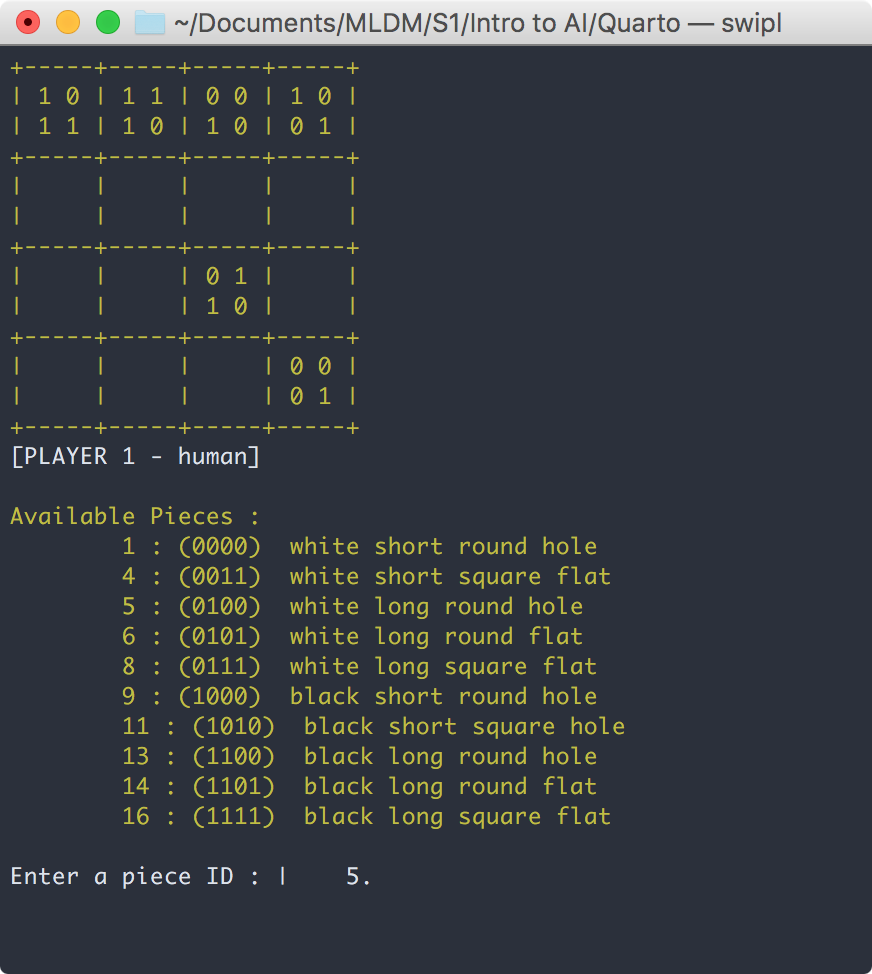 ~/Documents/MLDM/S1/Intro to AI/Quarto — swipl
+-----+-----+-----+-----+
| 1 0 | 1 1 | 0 0 | 1 0 |
| 1 1 | 1 0 | 1 0 | 0 1 |
+-----+-----+-----+-----+
|     |     |     |     |
|     |     |     |     |
+-----+-----+-----+-----+
|     |     | 0 1 |     |
|     |     | 1 0 |     |
+-----+-----+-----+-----+
|     |     |     | 0 0 |
|     |     |     | 0 1 |
+-----+-----+-----+-----+
[PLAYER 1 - human]
Available Pieces :
        1 : (0000)  white short round hole
        4 : (0011)  white short square flat
        5 : (0100)  white long round hole
        6 : (0101)  white long round flat
        8 : (0111)  white long square flat
        9 : (1000)  black short round hole
        11 : (1010)  black short square hole
        13 : (1100)  black long round hole
        14 : (1101)  black long round flat
        16 : (1111)  black long square flat
Enter a piece ID : |    5.